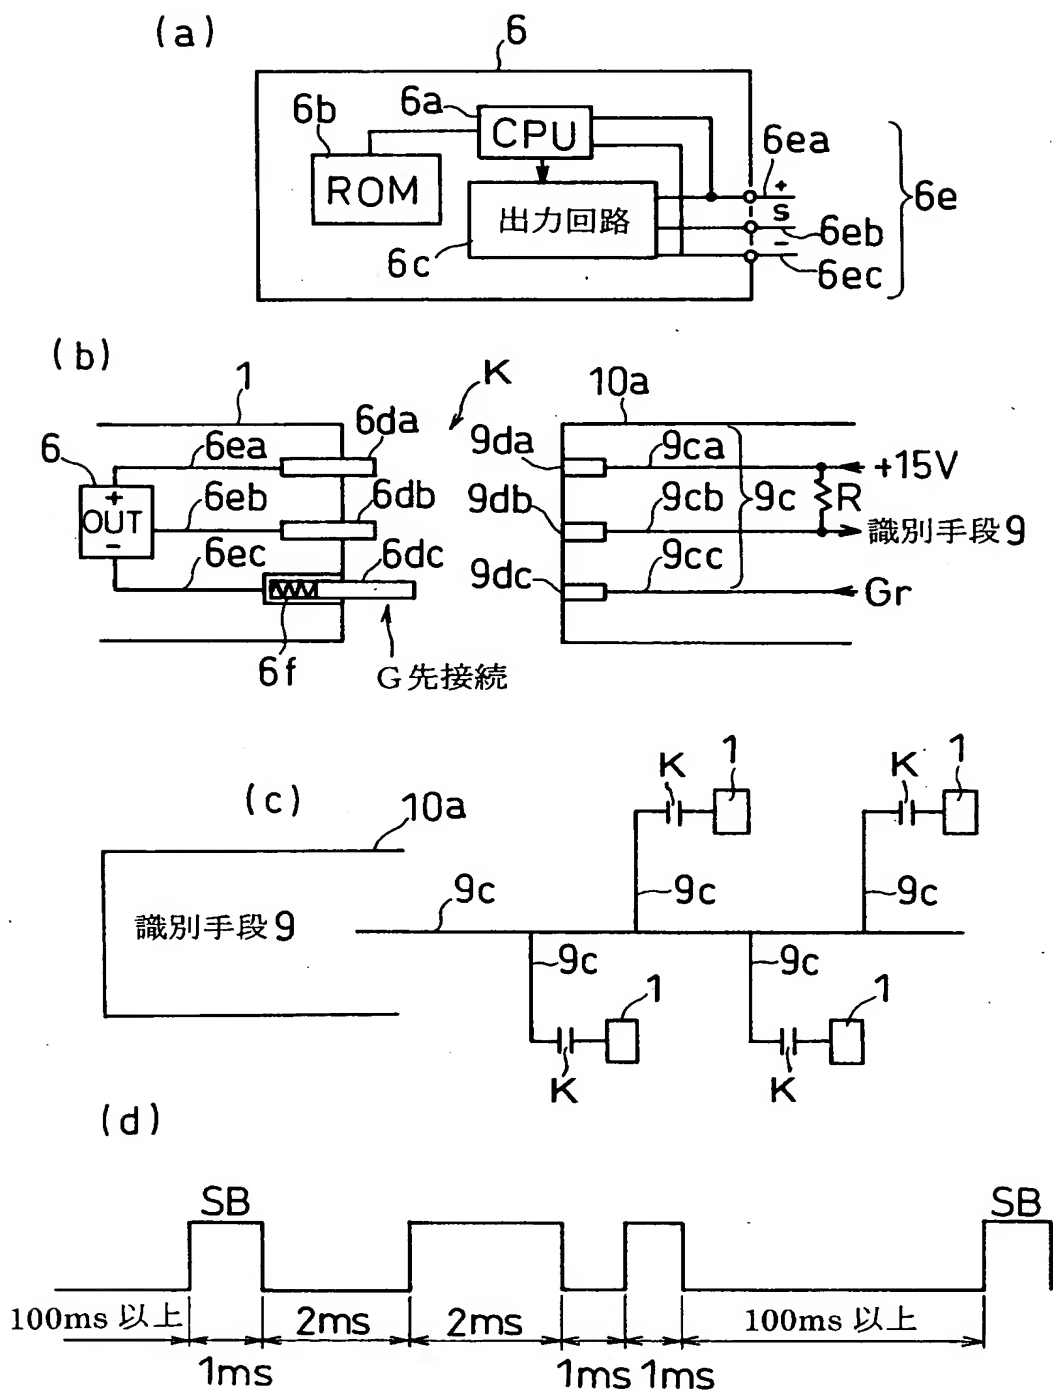 (a)
6
6b
6a
CPU
ROM
6ea
+
6e
出力回路
S
6eb
6c
−
6ec
(b)
1
K
10a
6da
9da
9ca
6
6ea
+15V
+
6db
9db
9cb
9c
R
6eb
OUT
識別手段9
−
6ec
6dc
9dc
9cc
Gr
6f
G先接続
(c)
10a
K
1
K
1
識別手段9
9c
9c
9c
9c
9c
1
1
K
K
(d)
SB
SB
100ms 以上
2ms
2ms
100ms 以上
1ms
1ms
1ms